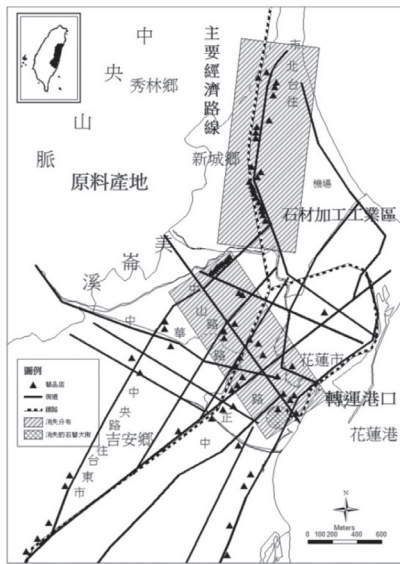 中央山脈
秀林鄉
主要經濟路線
市北台往
新城鄉
原料產地
機場
石材加工工業區
美崙溪
中山路
中華路
花蓮市
中央路
中正路
轉運港口
花蓮港
吉安鄉
市東台往
圖例
藝品店
街道
鐵路
消失分布
消失的石藝大街
N
Meters
0 100 200 400 600